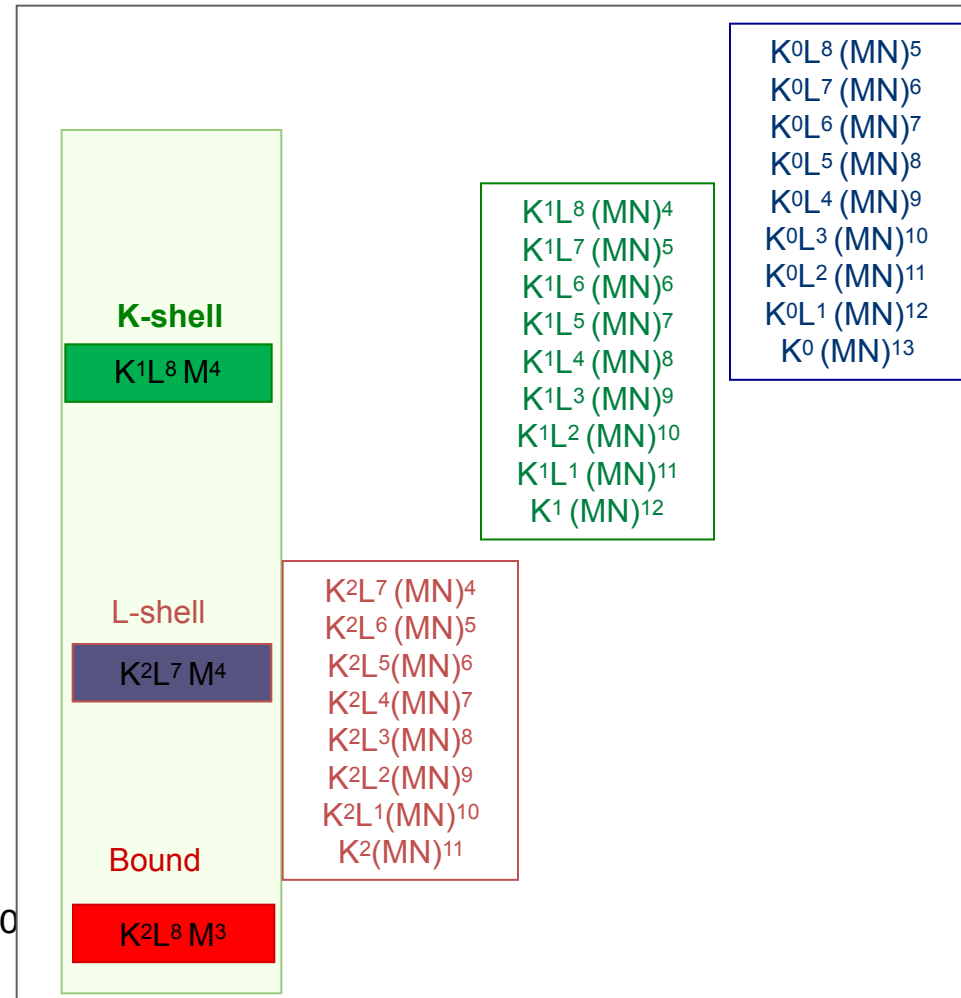 K⁰L⁸ (MN)⁵
K⁰L⁷ (MN)⁶
K⁰L⁶ (MN)⁷
K⁰L⁵ (MN)⁸
K⁰L⁴ (MN)⁹
K⁰L³ (MN)¹⁰
K⁰L² (MN)¹¹
K⁰L¹ (MN)¹²
K⁰ (MN)¹³
K¹L⁸ (MN)⁴
K¹L⁷ (MN)⁵
K¹L⁶ (MN)⁶
K¹L⁵ (MN)⁷
K¹L⁴ (MN)⁸
K¹L³ (MN)⁹
K¹L² (MN)¹⁰
K¹L¹ (MN)¹¹
K¹ (MN)¹²
K-shell
K¹L⁸ M⁴
L-shell
K²L⁷ M⁴
K²L⁷ (MN)⁴
K²L⁶ (MN)⁵
K²L⁵(MN)⁶
K²L⁴(MN)⁷
K²L³(MN)⁸
K²L²(MN)⁹
K²L¹(MN)¹⁰
K²(MN)¹¹
Bound
0
K²L⁸ M³